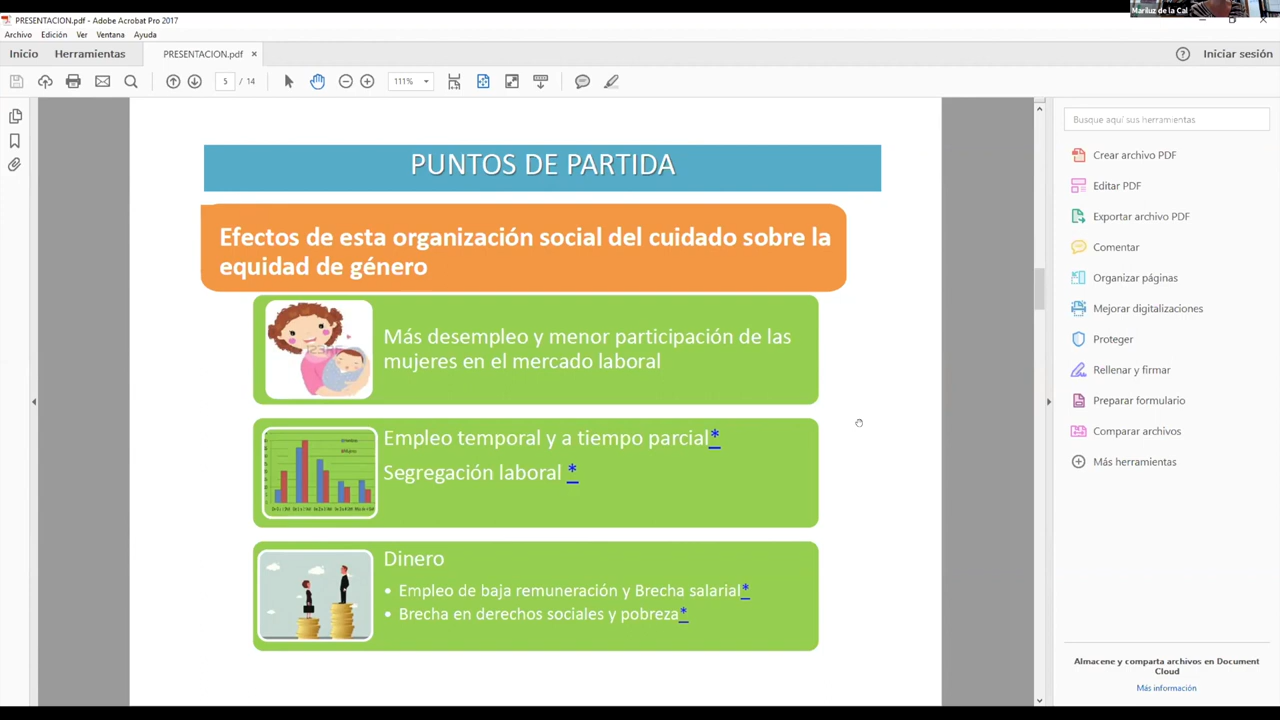 Mariluz de la Cal
PRESENTACION.pdf - Adobe Acrobat Pro 2017
Archivo Edición Ver Ventana Ayuda
Inicio Herramientas PRESENTACION.pdf × Iniciar sesión
5 / 14 111%
Busque aquí sus herramientas
Crear archivo PDF
Editar PDF
Exportar archivo PDF
Comentar
Organizar páginas
Mejorar digitalizaciones
Proteger
Rellenar y firmar
Preparar formulario
Comparar archivos
Más herramientas
Almacene y comparta archivos en Document
Cloud
Más información
PUNTOS DE PARTIDA
Efectos de esta organización social del cuidado sobre la
equidad de género
Más desempleo y menor participación de las
mujeres en el mercado laboral
Empleo temporal y a tiempo parcial*
Segregación laboral *
Dinero
• Empleo de baja remuneración y Brecha salarial*
• Brecha en derechos sociales y pobreza*